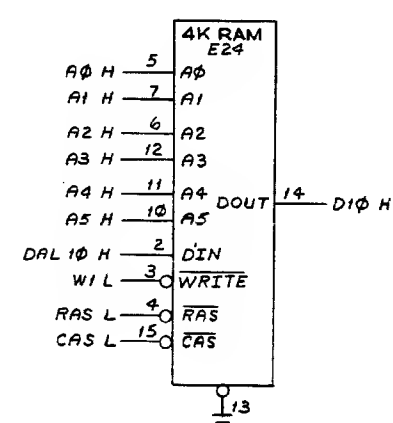 4K RAM
E24
AØ H 5 AØ
A1 H 7 A1
A2 H 6 A2
A3 H 12 A3
A4 H 11 A4
DOUT 14 D1Ø H
A5 H 1Ø A5
DAL 1Ø H 2 DIN
W1 L 3 WRITE
RAS L 4 RAS
CAS L 15 CAS
13